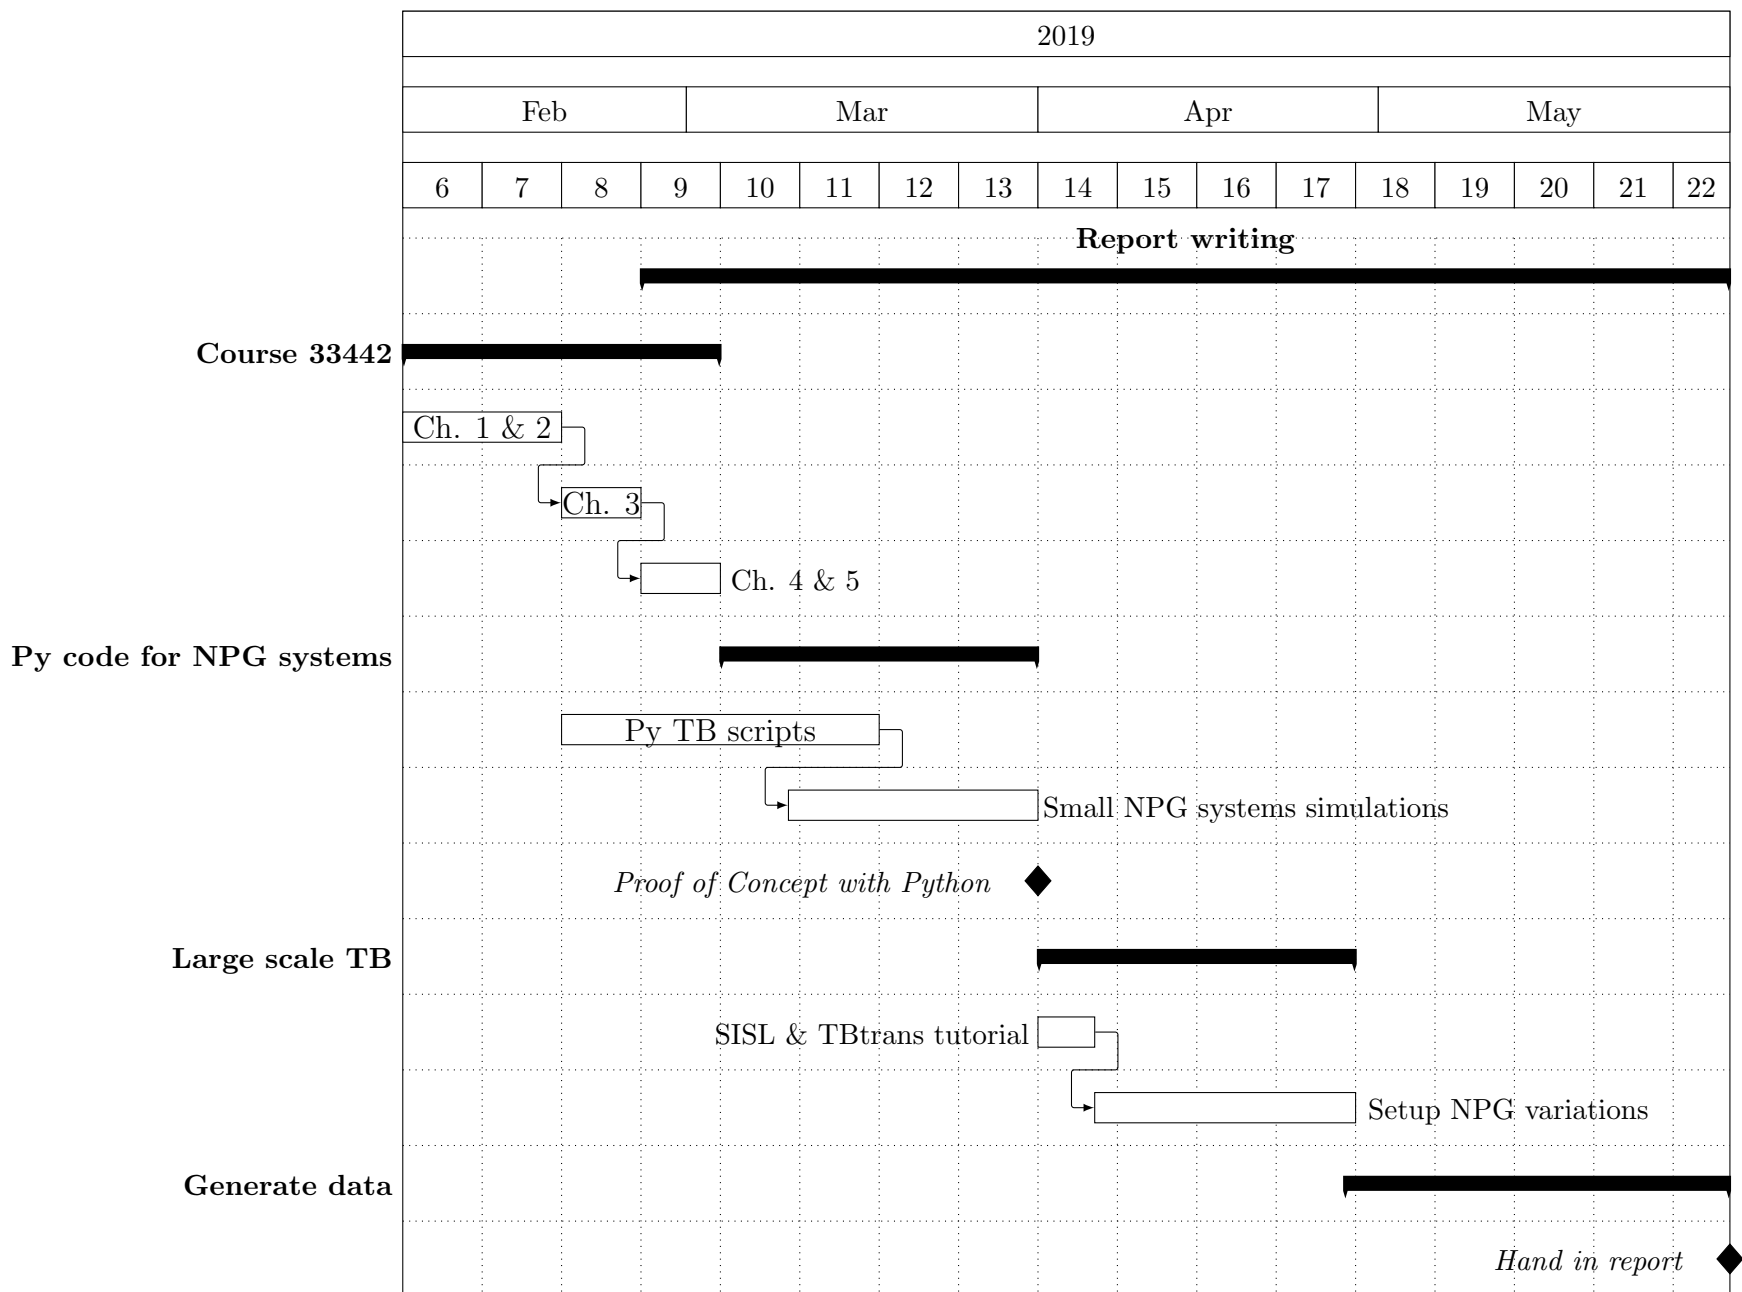 2019
Feb Mar Apr May
6 7 8 9 10 11 12 13 14 15 16 17 18 19 20 21 22
Report writing
Course 33442
Ch. 1 & 2
Ch. 3
Ch. 4 & 5
Py code for NPG systems
Py TB scripts
Small NPG systems simulations
Proof of Concept with Python
Large scale TB
SISL & TBtrans tutorial
Setup NPG variations
Generate data
Hand in report